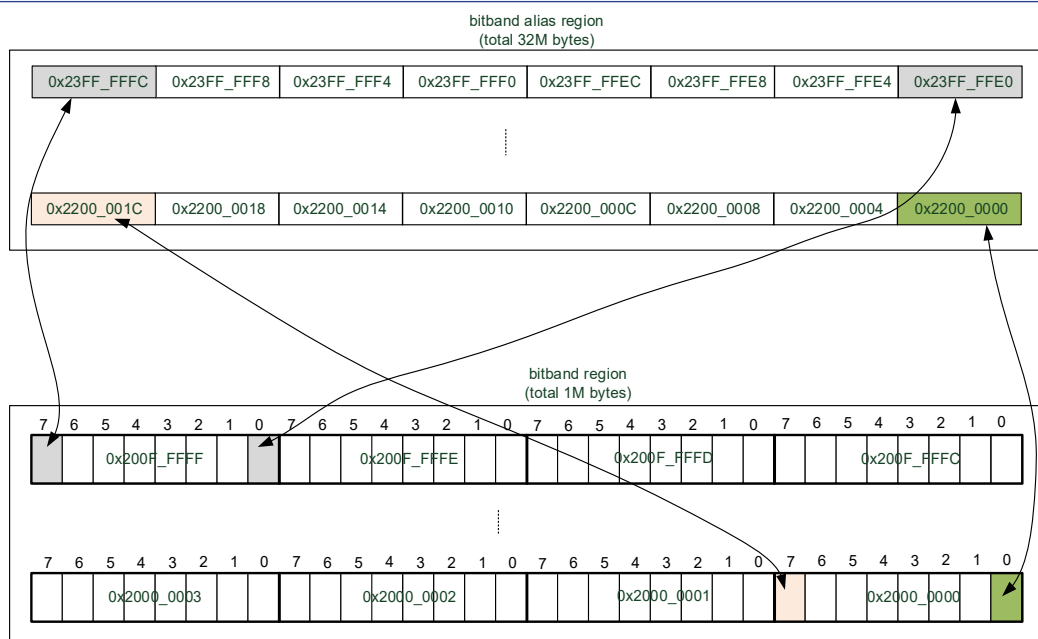 bitband alias region
(total 32M bytes)
0x23FF_FFFC 0x23FF_FFF8 0x23FF_FFF4 0x23FF_FFF0 0x23FF_FFEC 0x23FF_FFE8 0x23FF_FFE4 0x23FF_FFE0
0x2200_001C 0x2200_0018 0x2200_0014 0x2200_0010 0x2200_000C 0x2200_0008 0x2200_0004 0x2200_0000
bitband region
(total 1M bytes)
7 6 5 4 3 2 1 0 7 6 5 4 3 2 1 0 7 6 5 4 3 2 1 0 7 6 5 4 3 2 1 0
0x200F_FFFF 0x200F_FFFE 0x200F_FFFD 0x200F_FFFC
7 6 5 4 3 2 1 0 7 6 5 4 3 2 1 0 7 6 5 4 3 2 1 0 7 6 5 4 3 2 1 0
0x2000_0003 0x2000_0002 0x2000_0001 0x2000_0000